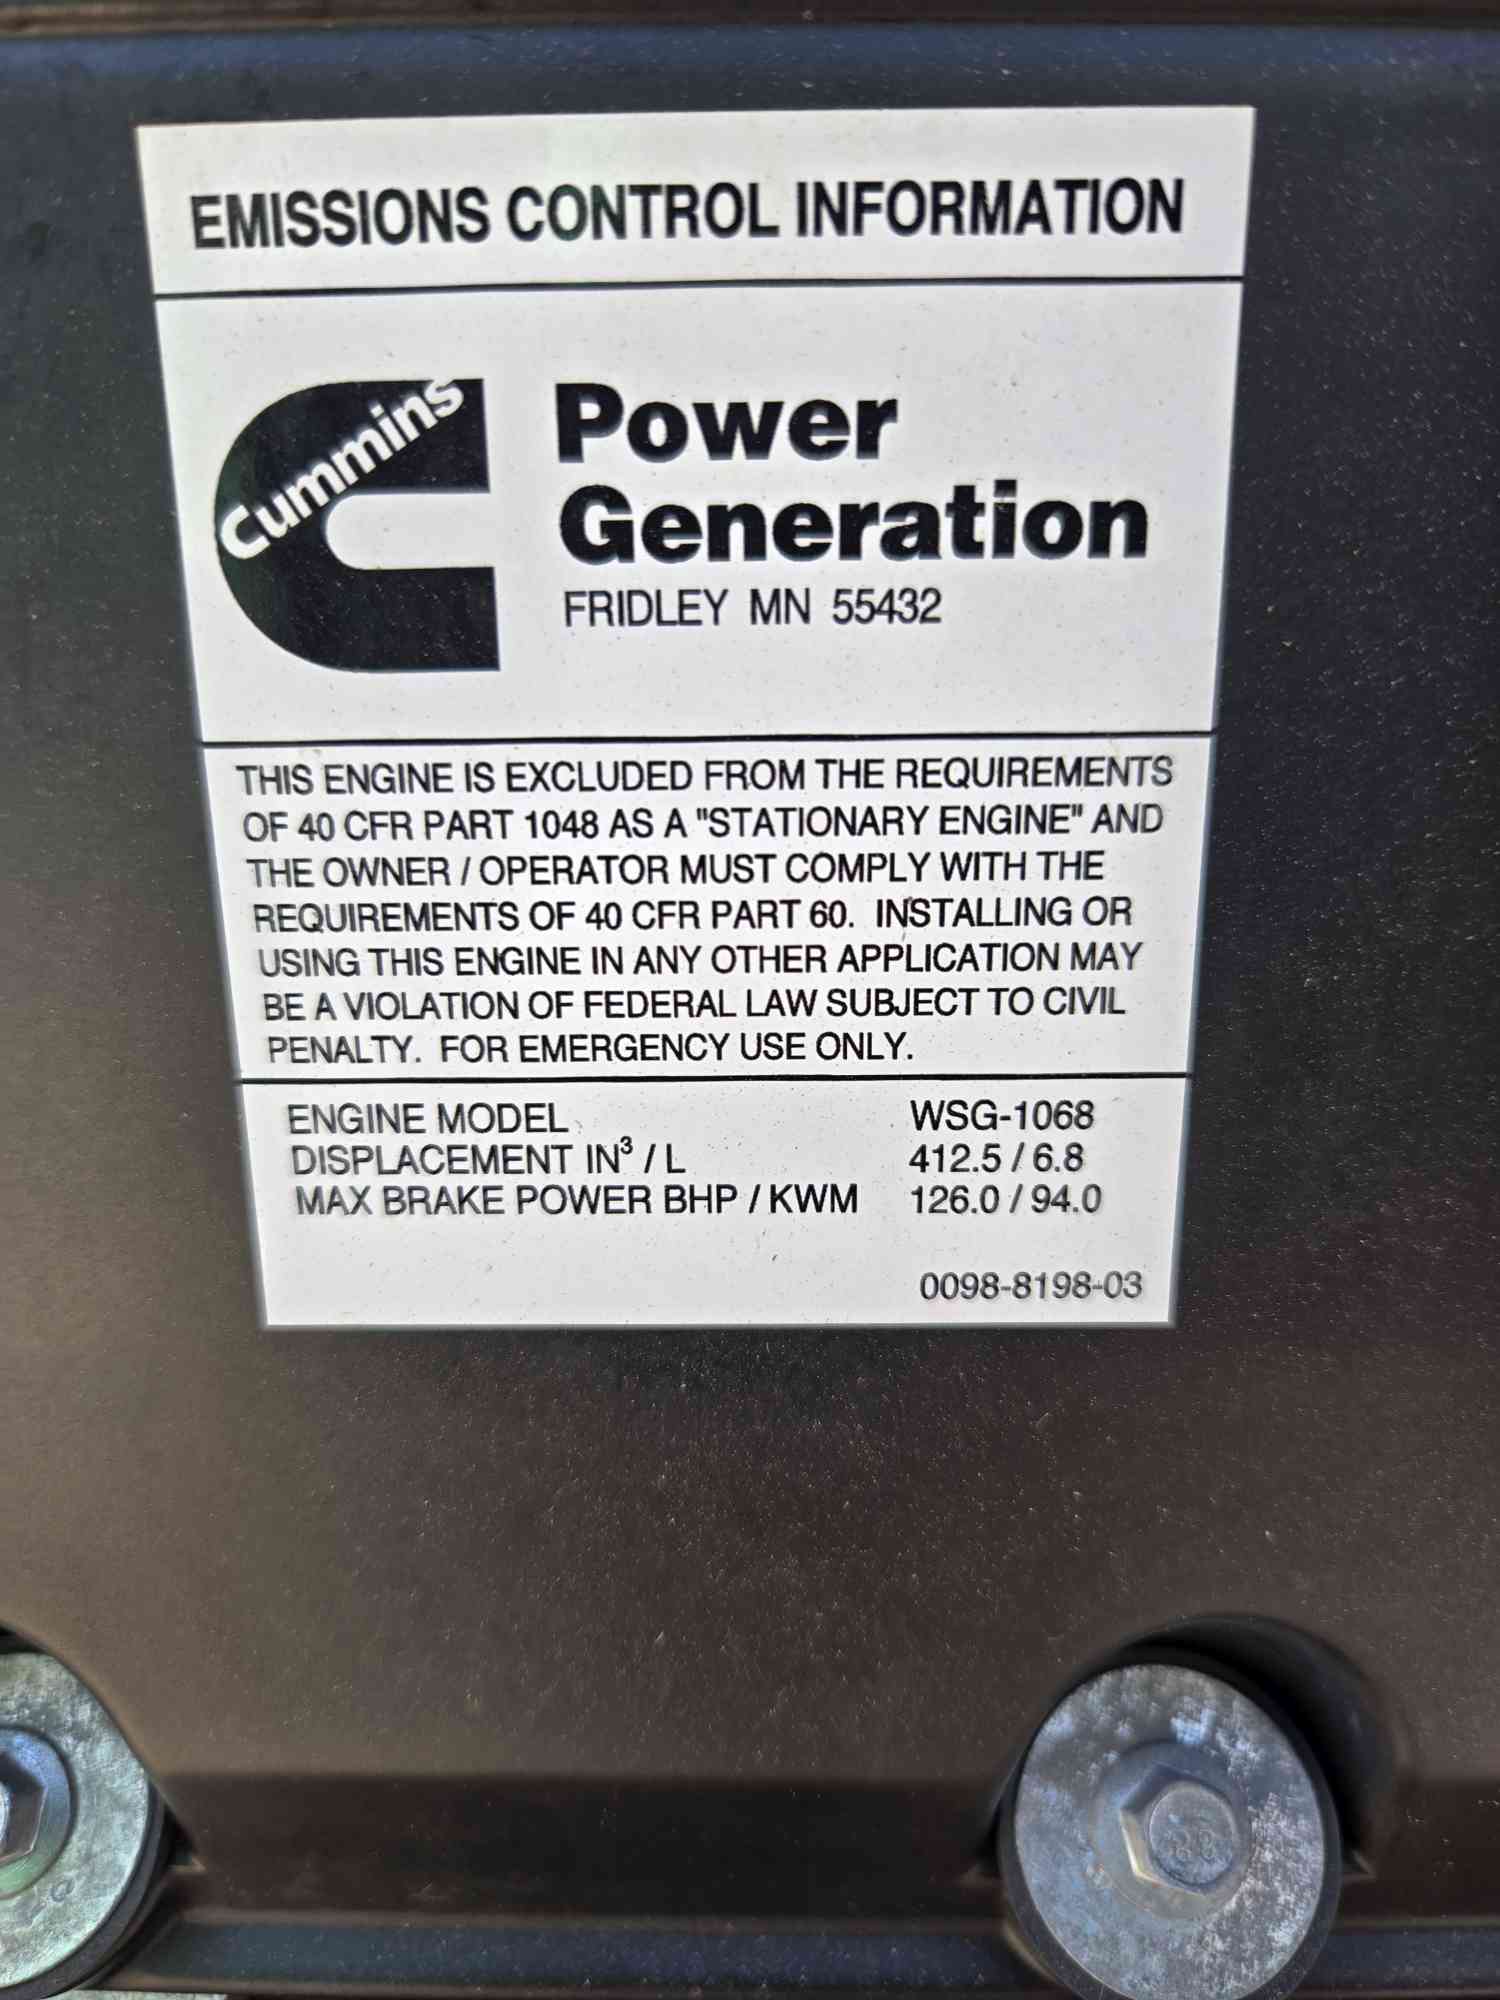 EMISSIONS CONTROL INFORMATION
Cummins
Power
Generation
FRIDLEY MN 55432
THIS ENGINE IS EXCLUDED FROM THE REQUIREMENTS
OF 40 CFR PART 1048 AS A "STATIONARY ENGINE" AND
THE OWNER / OPERATOR MUST COMPLY WITH THE
REQUIREMENTS OF 40 CFR PART 60. INSTALLING OR
USING THIS ENGINE IN ANY OTHER APPLICATION MAY
BE A VIOLATION OF FEDERAL LAW SUBJECT TO CIVIL
PENALTY. FOR EMERGENCY USE ONLY.
ENGINE MODEL WSG-1068
DISPLACEMENT IN³ / L 412.5 / 6.8
MAX BRAKE POWER BHP / KWM 126.0 / 94.0
0098-8198-03